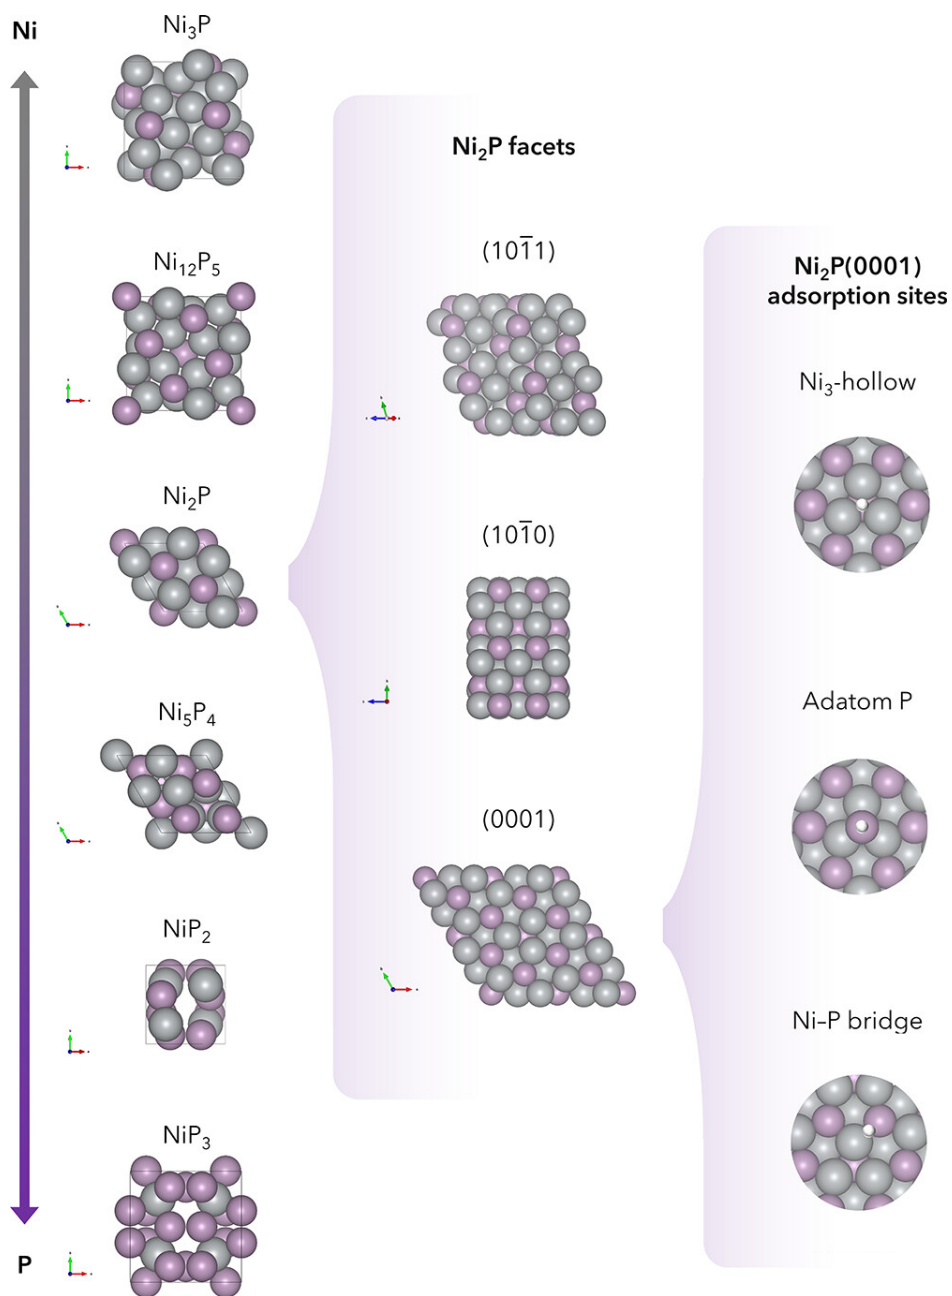 Ni
Ni₃P
Ni₁₂P₅
Ni₂P
Ni₅P₄
NiP₂
NiP₃
P
Ni₂P facets
(101̅1)
(101̅0)
(0001)
Ni₂P(0001)
adsorption sites
Ni₃-hollow
Adatom P
Ni–P bridge